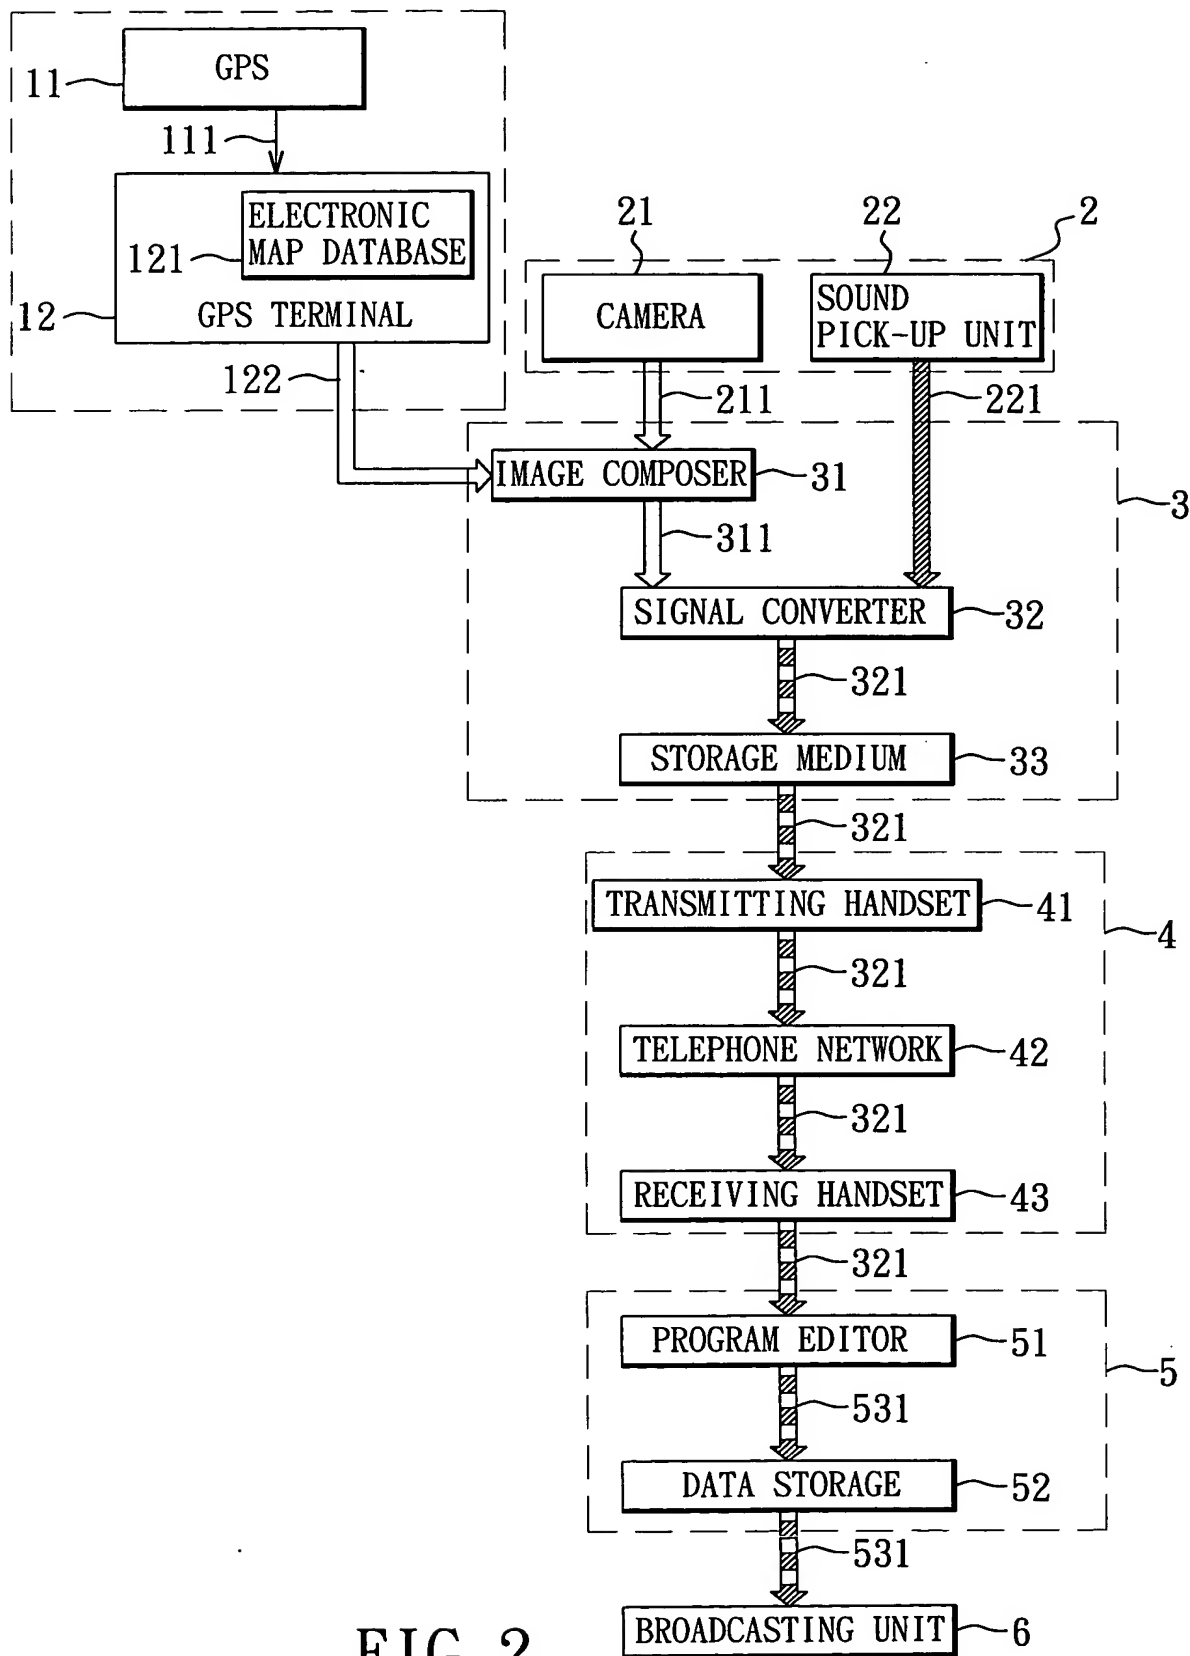 GPS
11
111
ELECTRONIC
MAP DATABASE
121
12
GPS TERMINAL
122
21
22
2
CAMERA
SOUND
PICK-UP UNIT
211
221
IMAGE COMPOSER
31
3
311
SIGNAL CONVERTER
32
321
STORAGE MEDIUM
33
321
TRANSMITTING HANDSET
41
4
321
TELEPHONE NETWORK
42
321
RECEIVING HANDSET
43
321
PROGRAM EDITOR
51
5
531
DATA STORAGE
52
531
BROADCASTING UNIT
6
FIG. 2